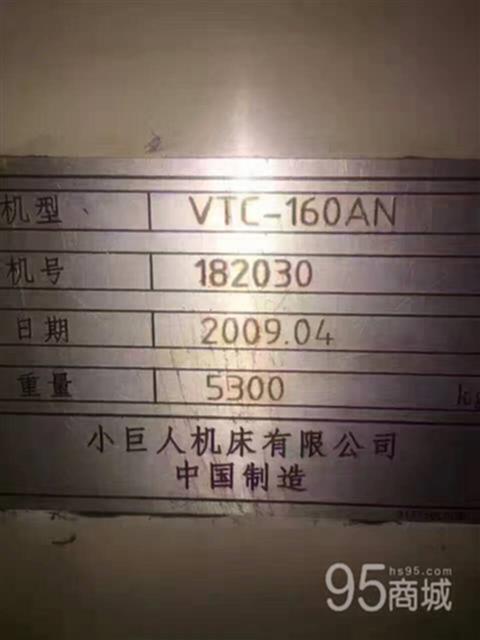 机型 VTC-160AN
机号 182030
日期 2009.04
重量 5300 kg
小巨人机床有限公司
中国制造
hs95.com
95商城